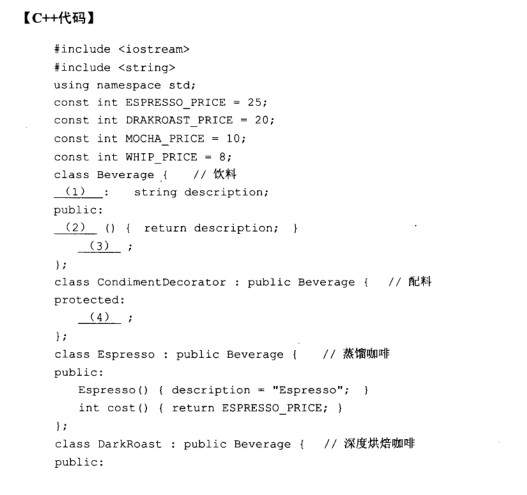 【C++代码】
#include <iostream>
#include <string>
using namespace std;
const int ESPRESSO_PRICE = 25;
const int DRAKROAST_PRICE = 20;
const int MOCHA_PRICE = 10;
const int WHIP_PRICE = 8;
class Beverage { // 饮料
(1) : string description;
public:
(2) () { return description; }
(3) ;
};
class CondimentDecorator : public Beverage { // 配料
protected:
(4) ;
};
class Espresso : public Beverage { // 蒸馏咖啡
public:
Espresso() { description = "Espresso"; }
int cost() { return ESPRESSO_PRICE; }
};
class DarkRoast : public Beverage { // 深度烘焙咖啡
public: